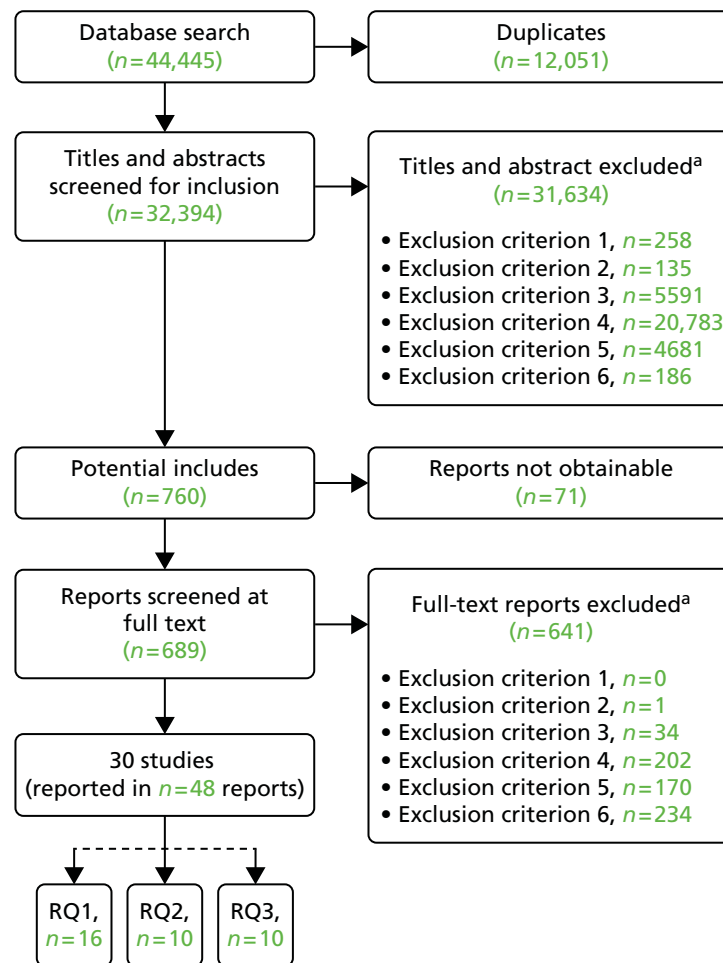 Database search
(n=44,445)
Duplicates
(n=12,051)
Titles and abstracts
screened for inclusion
(n=32,394)
Titles and abstract excludedᵃ
(n=31,634)
• Exclusion criterion 1, n=258
• Exclusion criterion 2, n=135
• Exclusion criterion 3, n=5591
• Exclusion criterion 4, n=20,783
• Exclusion criterion 5, n=4681
• Exclusion criterion 6, n=186
Potential includes
(n=760)
Reports not obtainable
(n=71)
Reports screened at
full text
(n=689)
Full-text reports excludedᵃ
(n=641)
• Exclusion criterion 1, n=0
• Exclusion criterion 2, n=1
• Exclusion criterion 3, n=34
• Exclusion criterion 4, n=202
• Exclusion criterion 5, n=170
• Exclusion criterion 6, n=234
30 studies
(reported in n=48 reports)
RQ1,
n=16
RQ2,
n=10
RQ3,
n=10